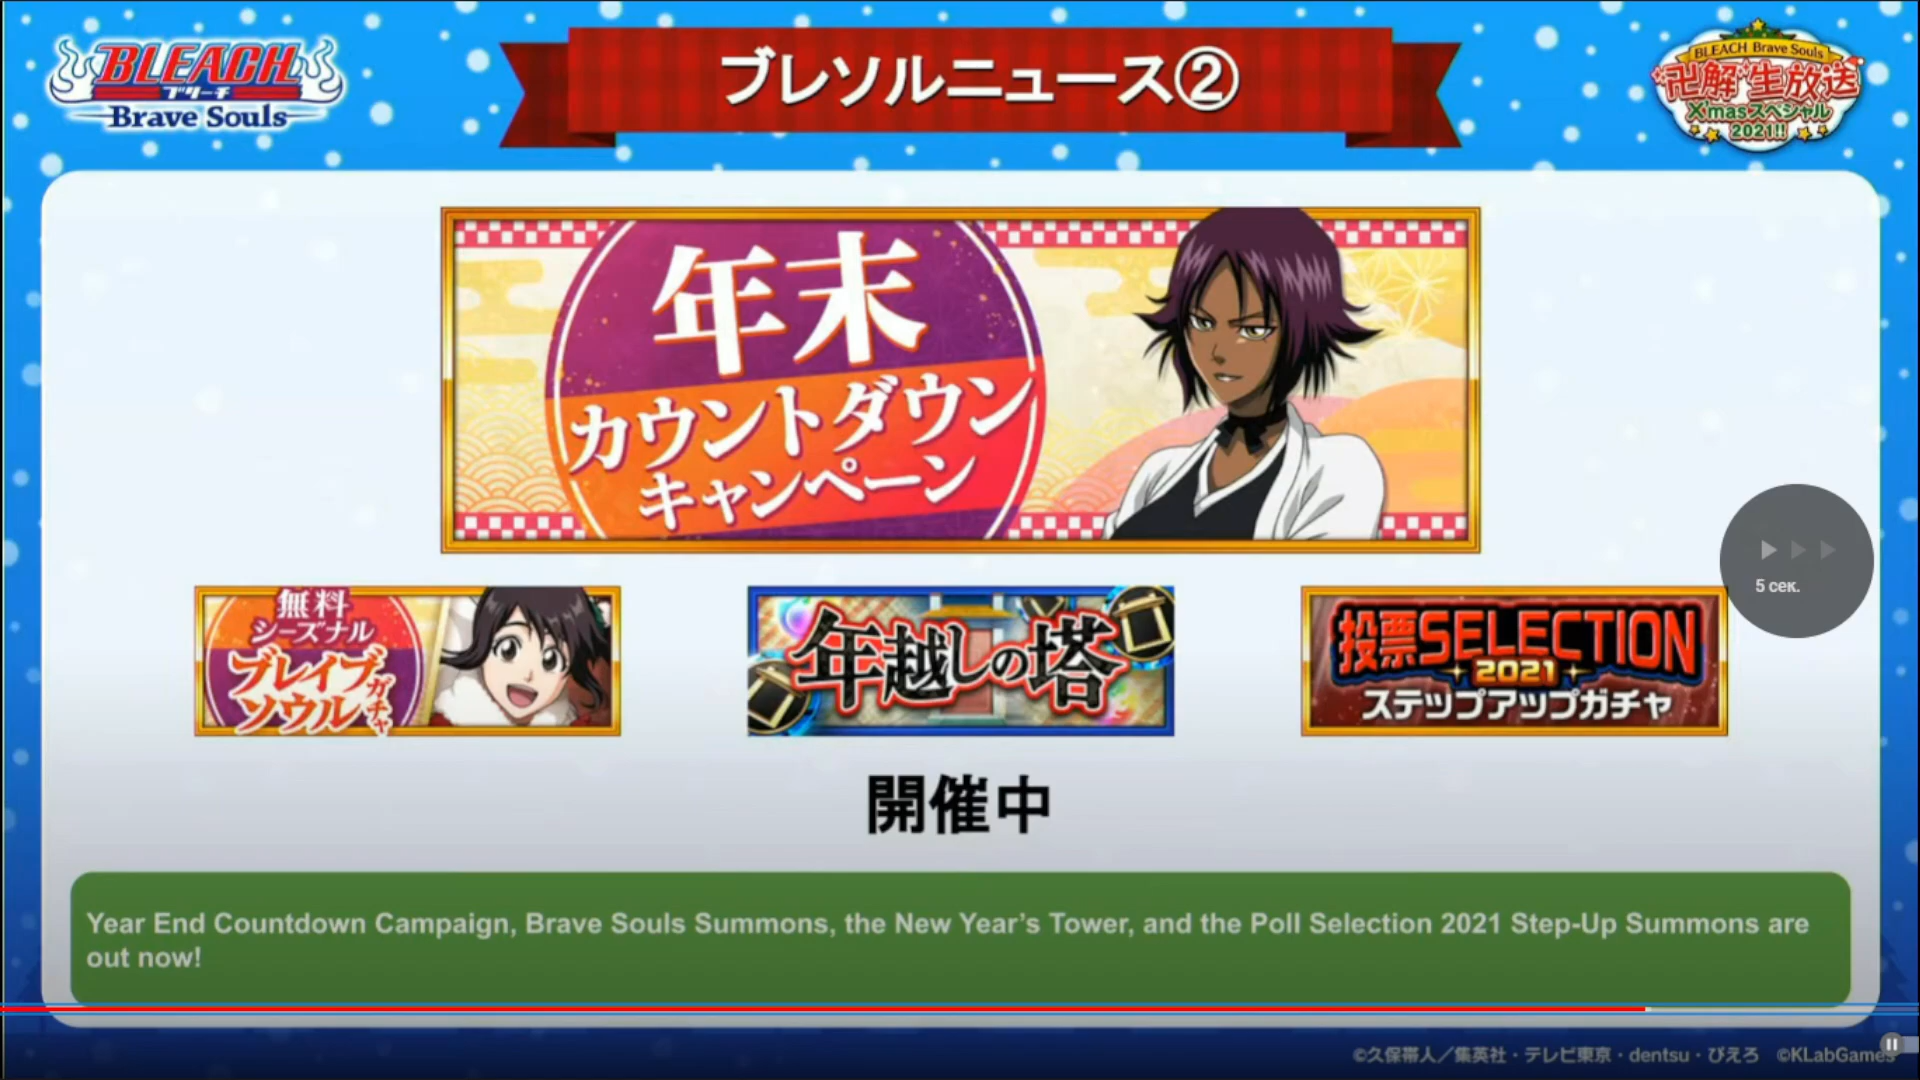 BLEACH
ブリーチ
Brave Souls
ブレソルニュース②
BLEACH Brave Souls
卍解生放送
X'masスペシャル
2021!!
年末
カウントダウン
キャンペーン
無料
シーズナル
ブレイブ
ソウル
ガチャ
年越しの塔
投票SELECTION
2021
ステップアップガチャ
5 сек.
開催中
Year End Countdown Campaign, Brave Souls Summons, the New Year’s Tower, and the Poll Selection 2021 Step-Up Summons are
out now!
©久保帯人／集英社・テレビ東京・dentsu・ぴえろ ©KLabGames